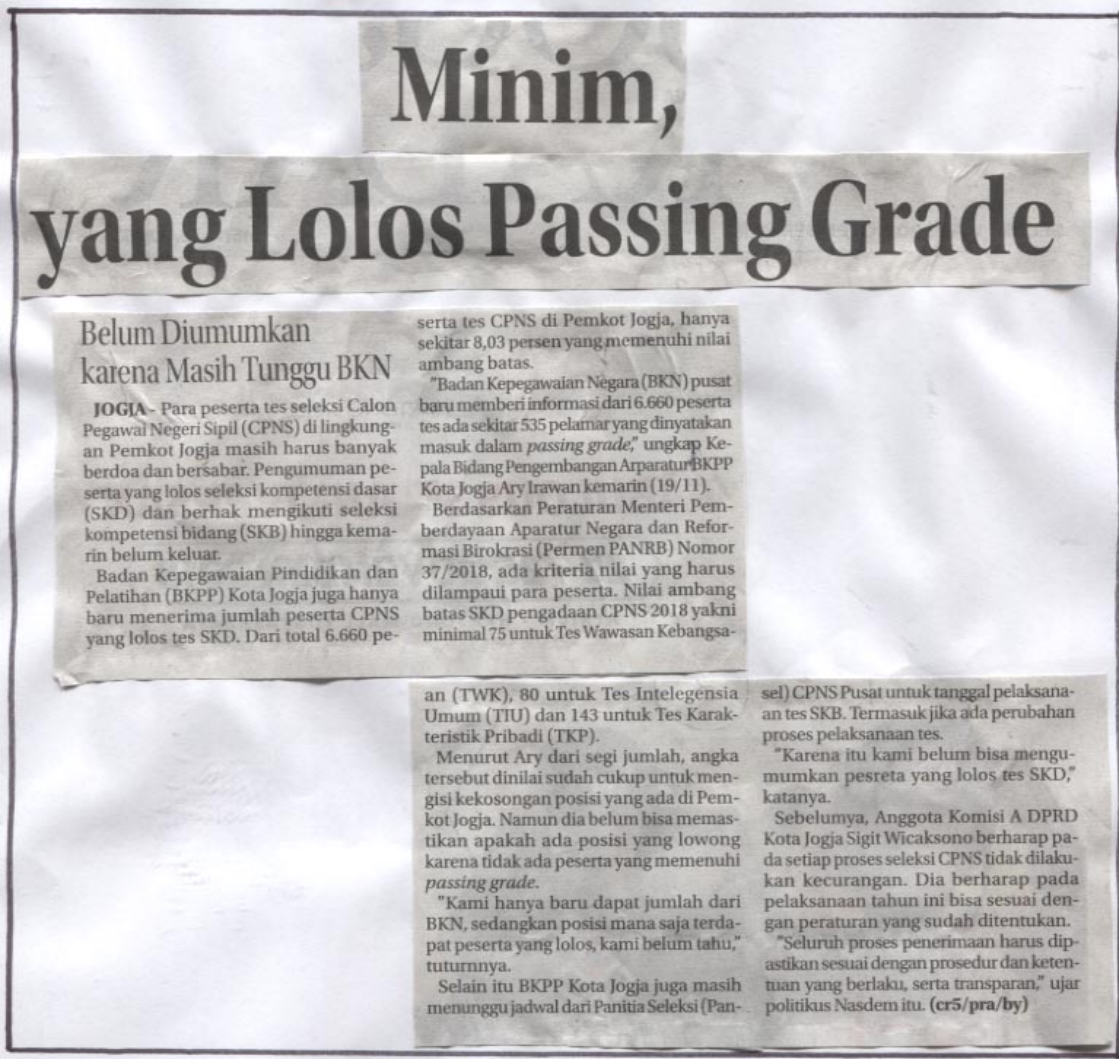 Minim,
yang Lolos Passing Grade
Belum Diumumkan
karena Masih Tunggu BKN
JOGJA - Para peserta tes seleksi Calon
Pegawai Negeri Sipil (CPNS) di lingkung-
an Pemkot Jogja masih harus banyak
berdoa dan bersabar. Pengumuman pe-
serta yang lolos seleksi kompetensi dasar
(SKD) dan berhak mengikuti seleksi
kompetensi bidang (SKB) hingga kema-
rin belum keluar.
Badan Kepegawaian Pindidikan dan
Pelatihan (BKPP) Kota Jogja juga hanya
baru menerima jumlah peserta CPNS
yang lolos tes SKD. Dari total 6.660 pe-
serta tes CPNS di Pemkot Jogja, hanya
sekitar 8,03 persen yang memenuhi nilai
ambang batas.
"Badan Kepegawaian Negara (BKN) pusat
baru memberi informasi dari 6.660 peserta
tes ada sekitar 535 pelamar yang dinyatakan
masuk dalam passing grade," ungkap Ke-
pala Bidang Pengembangan Arparatur BKPP
Kota Jogja Ary Irawan kemarin (19/11).
Berdasarkan Peraturan Menteri Pem-
berdayaan Aparatur Negara dan Refor-
masi Birokrasi (Permen PANRB) Nomor
37/2018, ada kriteria nilai yang harus
dilampaui para peserta. Nilai ambang
batas SKD pengadaan CPNS 2018 yakni
minimal 75 untuk Tes Wawasan Kebangsa-
an (TWK), 80 untuk Tes Intelegensia
Umum (TIU) dan 143 untuk Tes Karak-
teristik Pribadi (TKP).
Menurut Ary dari segi jumlah, angka
tersebut dinilai sudah cukup untuk men-
gisi kekosongan posisi yang ada di Pem-
kot Jogja. Namun dia belum bisa memas-
tikan apakah ada posisi yang lowong
karena tidak ada peserta yang memenuhi
passing grade.
"Kami hanya baru dapat jumlah dari
BKN, sedangkan posisi mana saja terda-
pat peserta yang lolos, kami belum tahu,"
tuturnnya.
Selain itu BKPP Kota Jogja juga masih
menunggu jadwal dari Panitia Seleksi (Pan-
sel) CPNS Pusat untuk tanggal pelaksana-
an tes SKB. Termasuk jika ada perubahan
proses pelaksanaan tes.
"Karena itu kami belum bisa mengu-
mumkan pesreta yang lolos tes SKD,"
katanya.
Sebelumya, Anggota Komisi A DPRD
Kota Jogja Sigit Wicaksono berharap pa-
da setiap proses seleksi CPNS tidak dilaku-
kan kecurangan. Dia berharap pada
pelaksanaan tahun ini bisa sesuai den-
gan peraturan yang sudah ditentukan.
"Seluruh proses penerimaan harus dip-
astikan sesuai dengan prosedur dan keten-
tuan yang berlaku, serta transparan," ujar
politikus Nasdem itu. (cr5/pra/by)